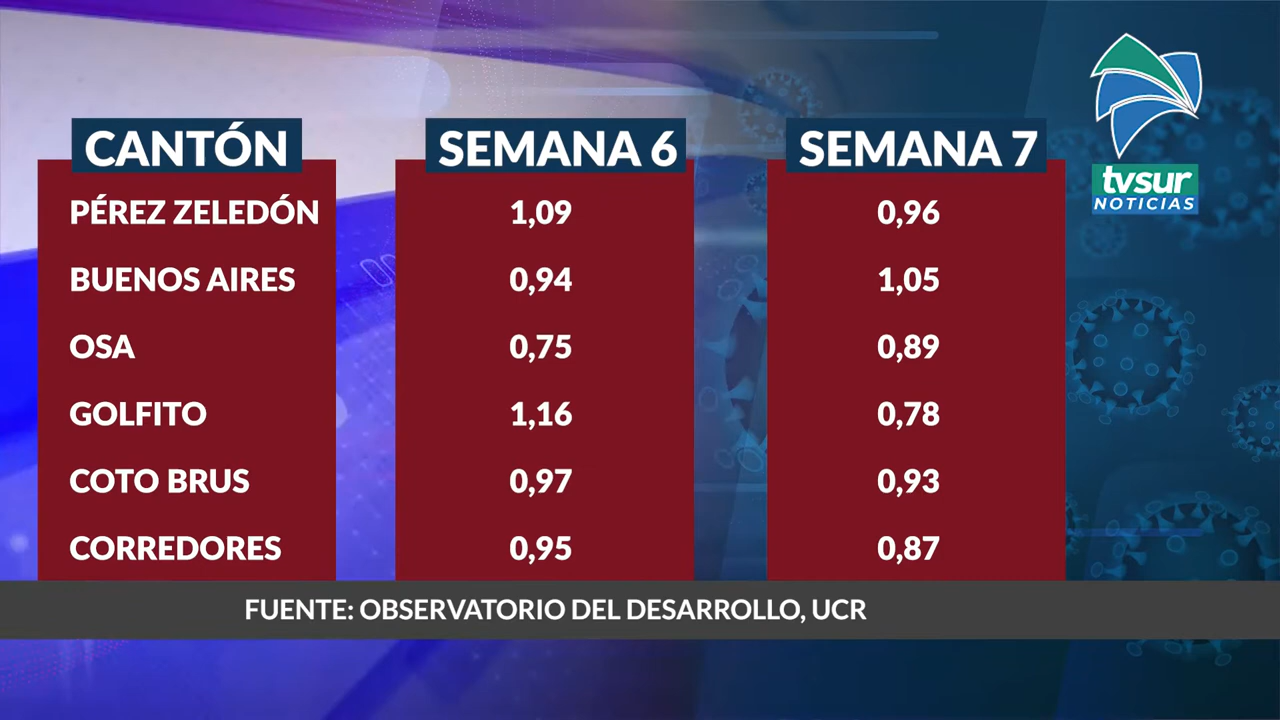 CANTÓN SEMANA 6 SEMANA 7
PÉREZ ZELEDÓN 1,09 0,96
BUENOS AIRES 0,94 1,05
OSA 0,75 0,89
GOLFITO 1,16 0,78
COTO BRUS 0,97 0,93
CORREDORES 0,95 0,87
FUENTE: OBSERVATORIO DEL DESARROLLO, UCR
tvsur
NOTICIAS